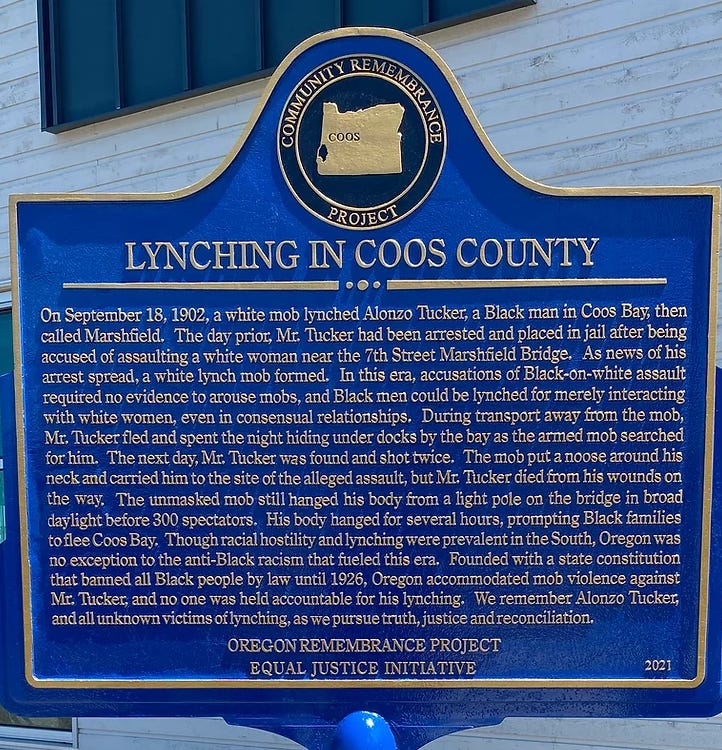 COMMUNITY REMEMBRANCE
COOS
PROJECT
LYNCHING IN COOS COUNTY
On September 18, 1902, a white mob lynched Alonzo Tucker, a Black man in Coos Bay, then
called Marshfield. The day prior, Mr. Tucker had been arrested and placed in jail after being
accused of assaulting a white woman near the 7th Street Marshfield Bridge. As news of his
arrest spread, a white lynch mob formed. In this era, accusations of Black-on-white assault
required no evidence to arouse mobs, and Black men could be lynched for merely interacting
with white women, even in consensual relationships. During transport away from the mob,
Mr. Tucker fled and spent the night hiding under docks by the bay as the armed mob searched
for him. The next day, Mr. Tucker was found and shot twice. The mob put a noose around his
neck and carried him to the site of the alleged assault, but Mr. Tucker died from his wounds on
the way. The unmasked mob still hanged his body from a light pole on the bridge in broad
daylight before 300 spectators. His body hanged for several hours, prompting Black families
to flee Coos Bay. Though racial hostility and lynching were prevalent in the South, Oregon was
no exception to the anti-Black racism that fueled this era. Founded with a state constitution
that banned all Black people by law until 1926, Oregon accommodated mob violence against
Mr. Tucker, and no one was held accountable for his lynching. We remember Alonzo Tucker,
and all unknown victims of lynching, as we pursue truth, justice and reconciliation.
OREGON REMEMBRANCE PROJECT
EQUAL JUSTICE INITIATIVE
2021